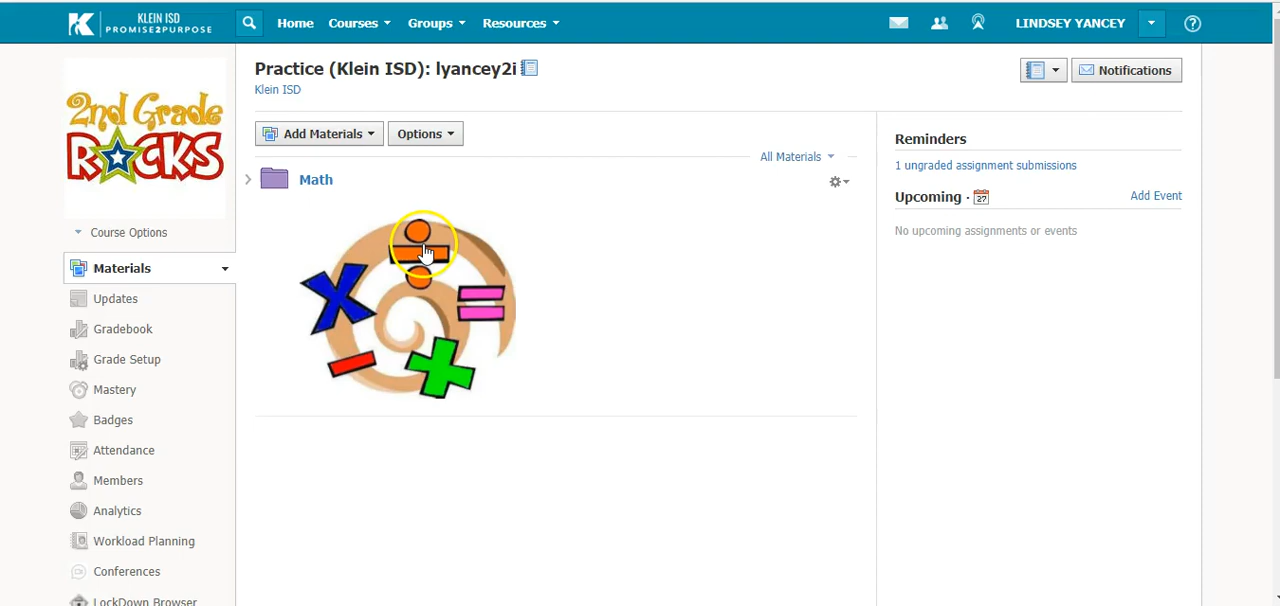 KLEIN ISD
PROMISE2PURPOSE
Home
Courses
Groups
Resources
LINDSEY YANCEY
2nd Grade
ROCKS
Practice (Klein ISD): lyancey2i
Klein ISD
Notifications
Add Materials
Options
All Materials
Math
Reminders
1 ungraded assignment submissions
Upcoming · 27
Add Event
No upcoming assignments or events
Course Options
Materials
Updates
Gradebook
Grade Setup
Mastery
Badges
Attendance
Members
Analytics
Workload Planning
Conferences
LockDown Browser